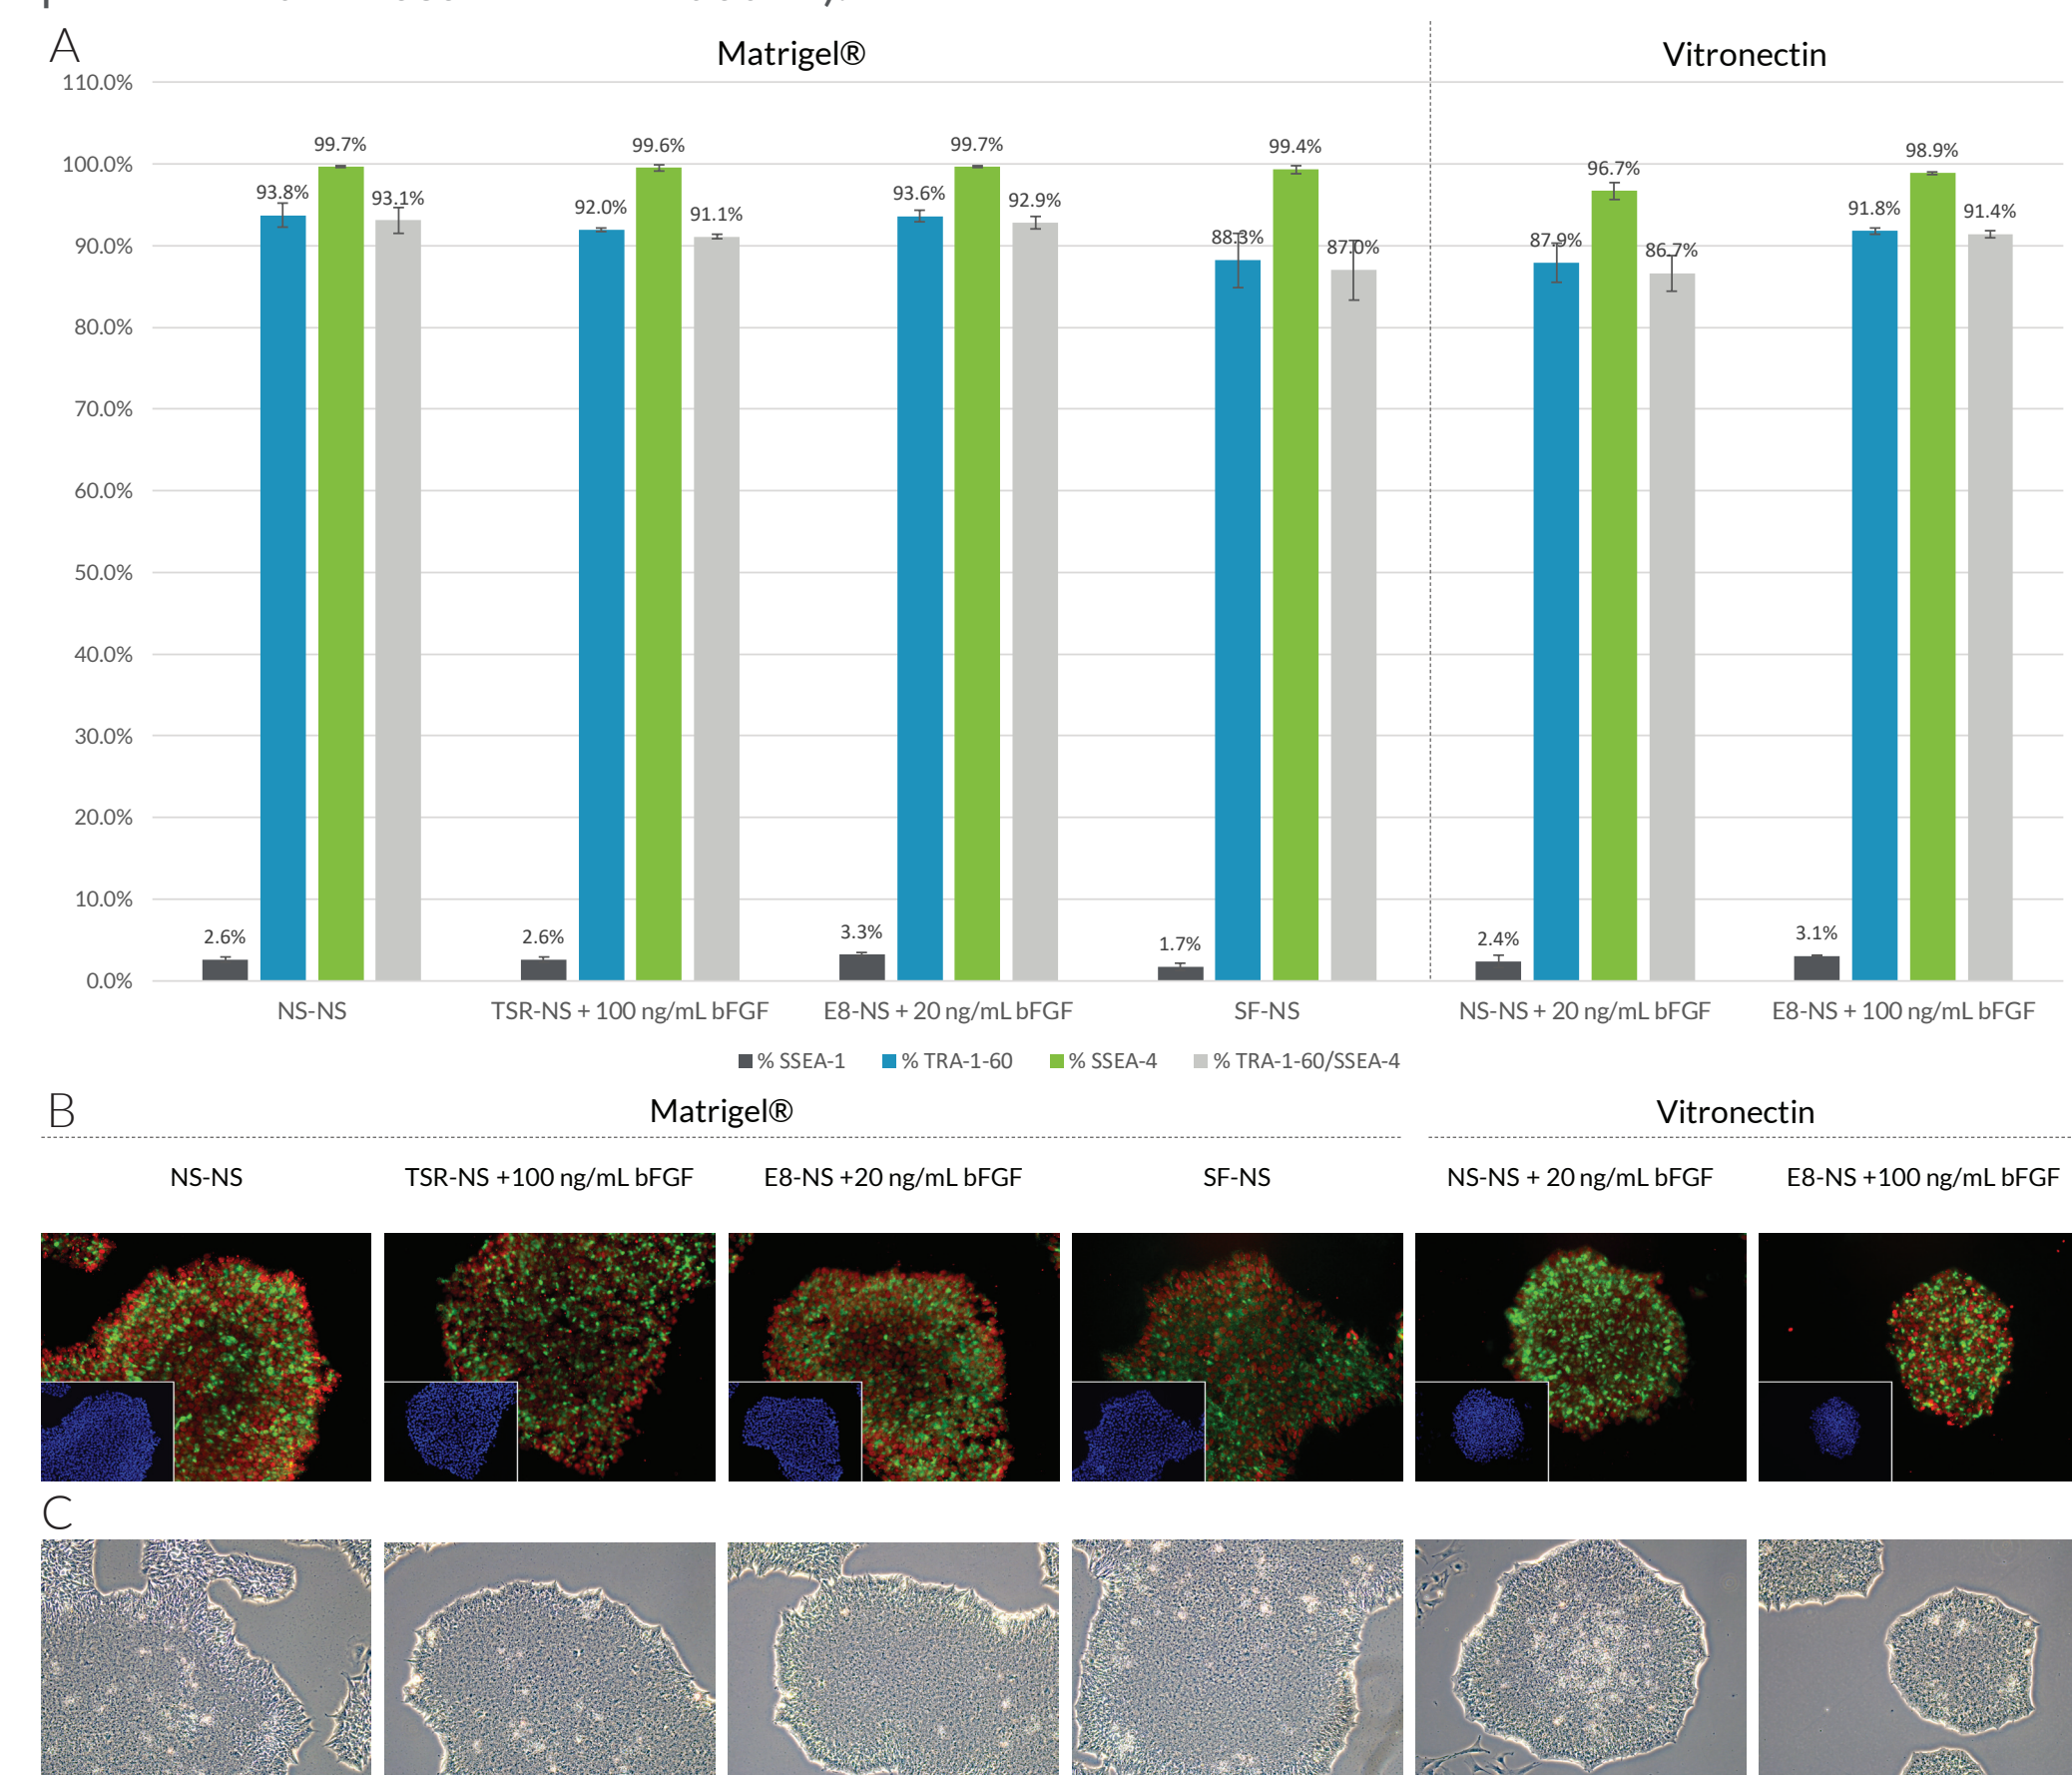 A
Matrigel®
Vitronectin
110.0%
100.0%
90.0%
80.0%
70.0%
60.0%
50.0%
40.0%
30.0%
20.0%
10.0%
0.0%
2.6%
93.8%
99.7%
93.1%
2.6%
92.0%
99.6%
91.1%
3.3%
93.6%
99.7%
92.9%
1.7%
88.3%
99.4%
87.0%
2.4%
87.9%
96.7%
86.7%
3.1%
91.8%
98.9%
91.4%
NS-NS
TSR-NS + 100 ng/mL bFGF
E8-NS + 20 ng/mL bFGF
SF-NS
NS-NS + 20 ng/mL bFGF
E8-NS + 100 ng/mL bFGF
% SSEA-1
% TRA-1-60
% SSEA-4
% TRA-1-60/SSEA-4
B
Matrigel®
Vitronectin
NS-NS
TSR-NS +100 ng/mL bFGF
E8-NS +20 ng/mL bFGF
SF-NS
NS-NS + 20 ng/mL bFGF
E8-NS +100 ng/mL bFGF
C